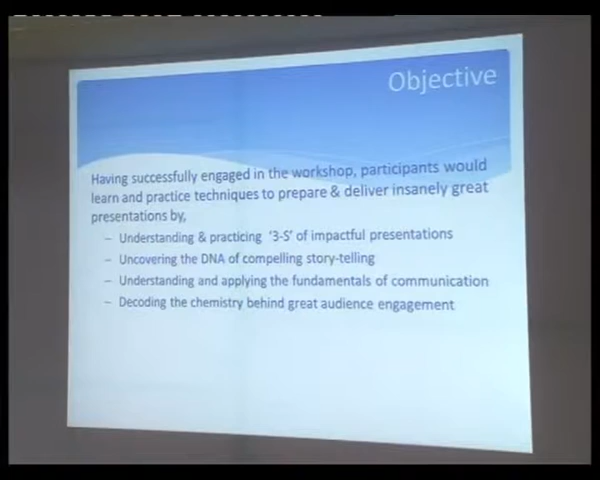 Objective
Having successfully engaged in the workshop, participants would
learn and practice techniques to prepare & deliver insanely great
presentations by,
– Understanding & practicing '3-S' of impactful presentations
– Uncovering the DNA of compelling story-telling
– Understanding and applying the fundamentals of communication
– Decoding the chemistry behind great audience engagement